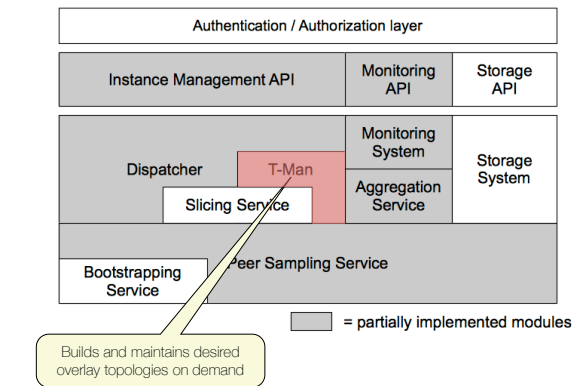 Authentication / Authorization layer
Instance Management API
Monitoring
API
Storage
API
Dispatcher
T-Man
Slicing Service
Monitoring
System
Aggregation
Service
Storage
System
Peer Sampling Service
Bootstrapping
Service
= partially implemented modules
Builds and maintains desired
overlay topologies on demand